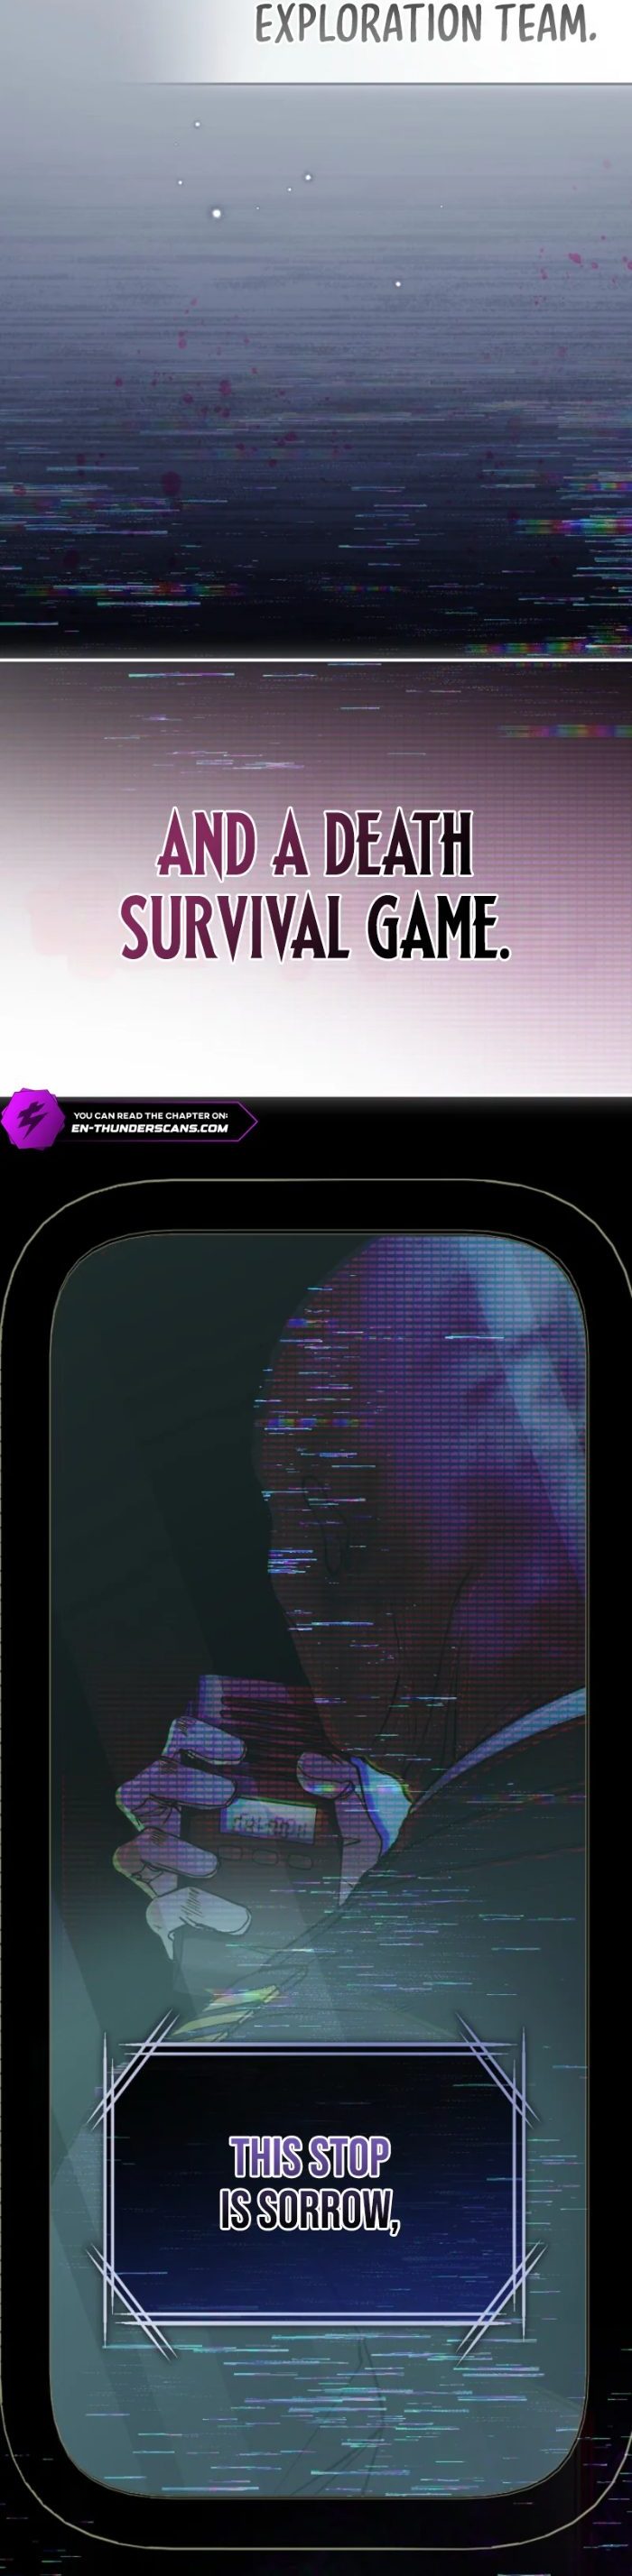 EXPLORATION TEAM.
AND A DEATH
SURVIVAL GAME.
YOU CAN READ THE CHAPTER ON:
EN-THUNDERSCANS.COM
THIS STOP
IS SORROW,